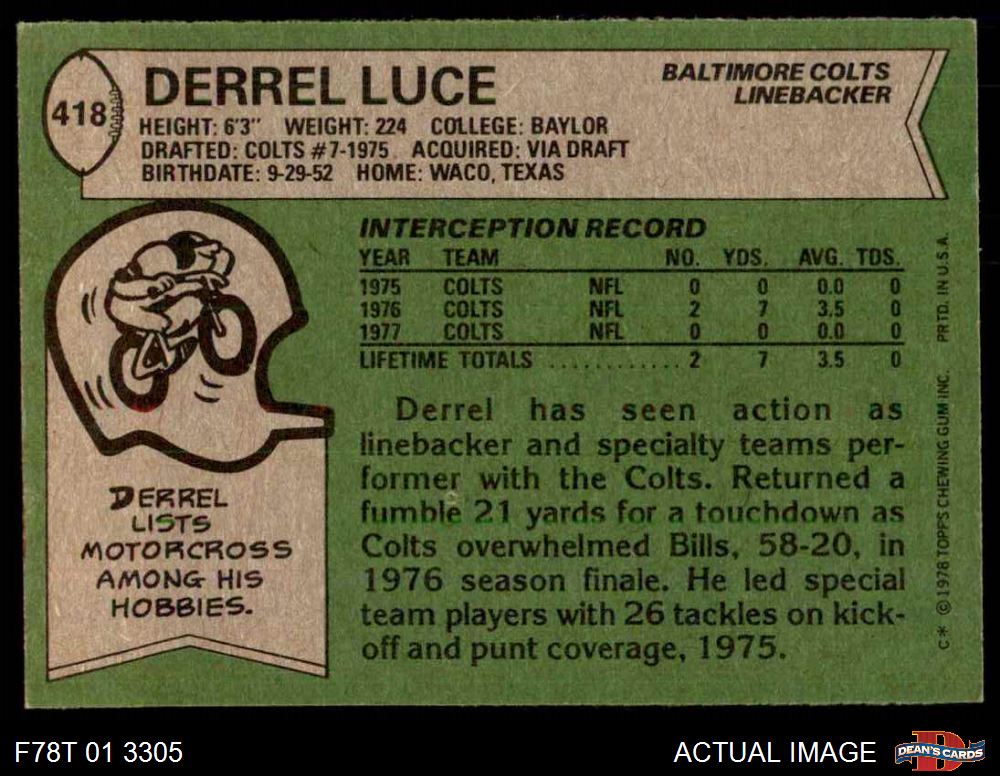 418
DERREL LUCE
BALTIMORE COLTS
LINEBACKER
HEIGHT: 6'3" WEIGHT: 224 COLLEGE: BAYLOR
DRAFTED: COLTS #7-1975 ACQUIRED: VIA DRAFT
BIRTHDATE: 9-29-52 HOME: WACO, TEXAS
INTERCEPTION RECORD
YEAR TEAM NO. YDS. AVG. TDS.
1975 COLTS NFL 0 0 0.0 0
1976 COLTS NFL 2 7 3.5 0
1977 COLTS NFL 0 0 0.0 0
LIFETIME TOTALS ............ 2 7 3.5 0
Derrel has seen action as
linebacker and specialty teams per-
former with the Colts. Returned a
fumble 21 yards for a touchdown as
Colts overwhelmed Bills, 58-20, in
1976 season finale. He led special
team players with 26 tackles on kick-
off and punt coverage, 1975.
DERREL
LISTS
MOTORCROSS
AMONG HIS
HOBBIES.
C* © 1978 TOPPS CHEWING GUM INC. PRTD. IN U.S.A.
F78T 01 3305
ACTUAL IMAGE
D
DEAN'S CARDS